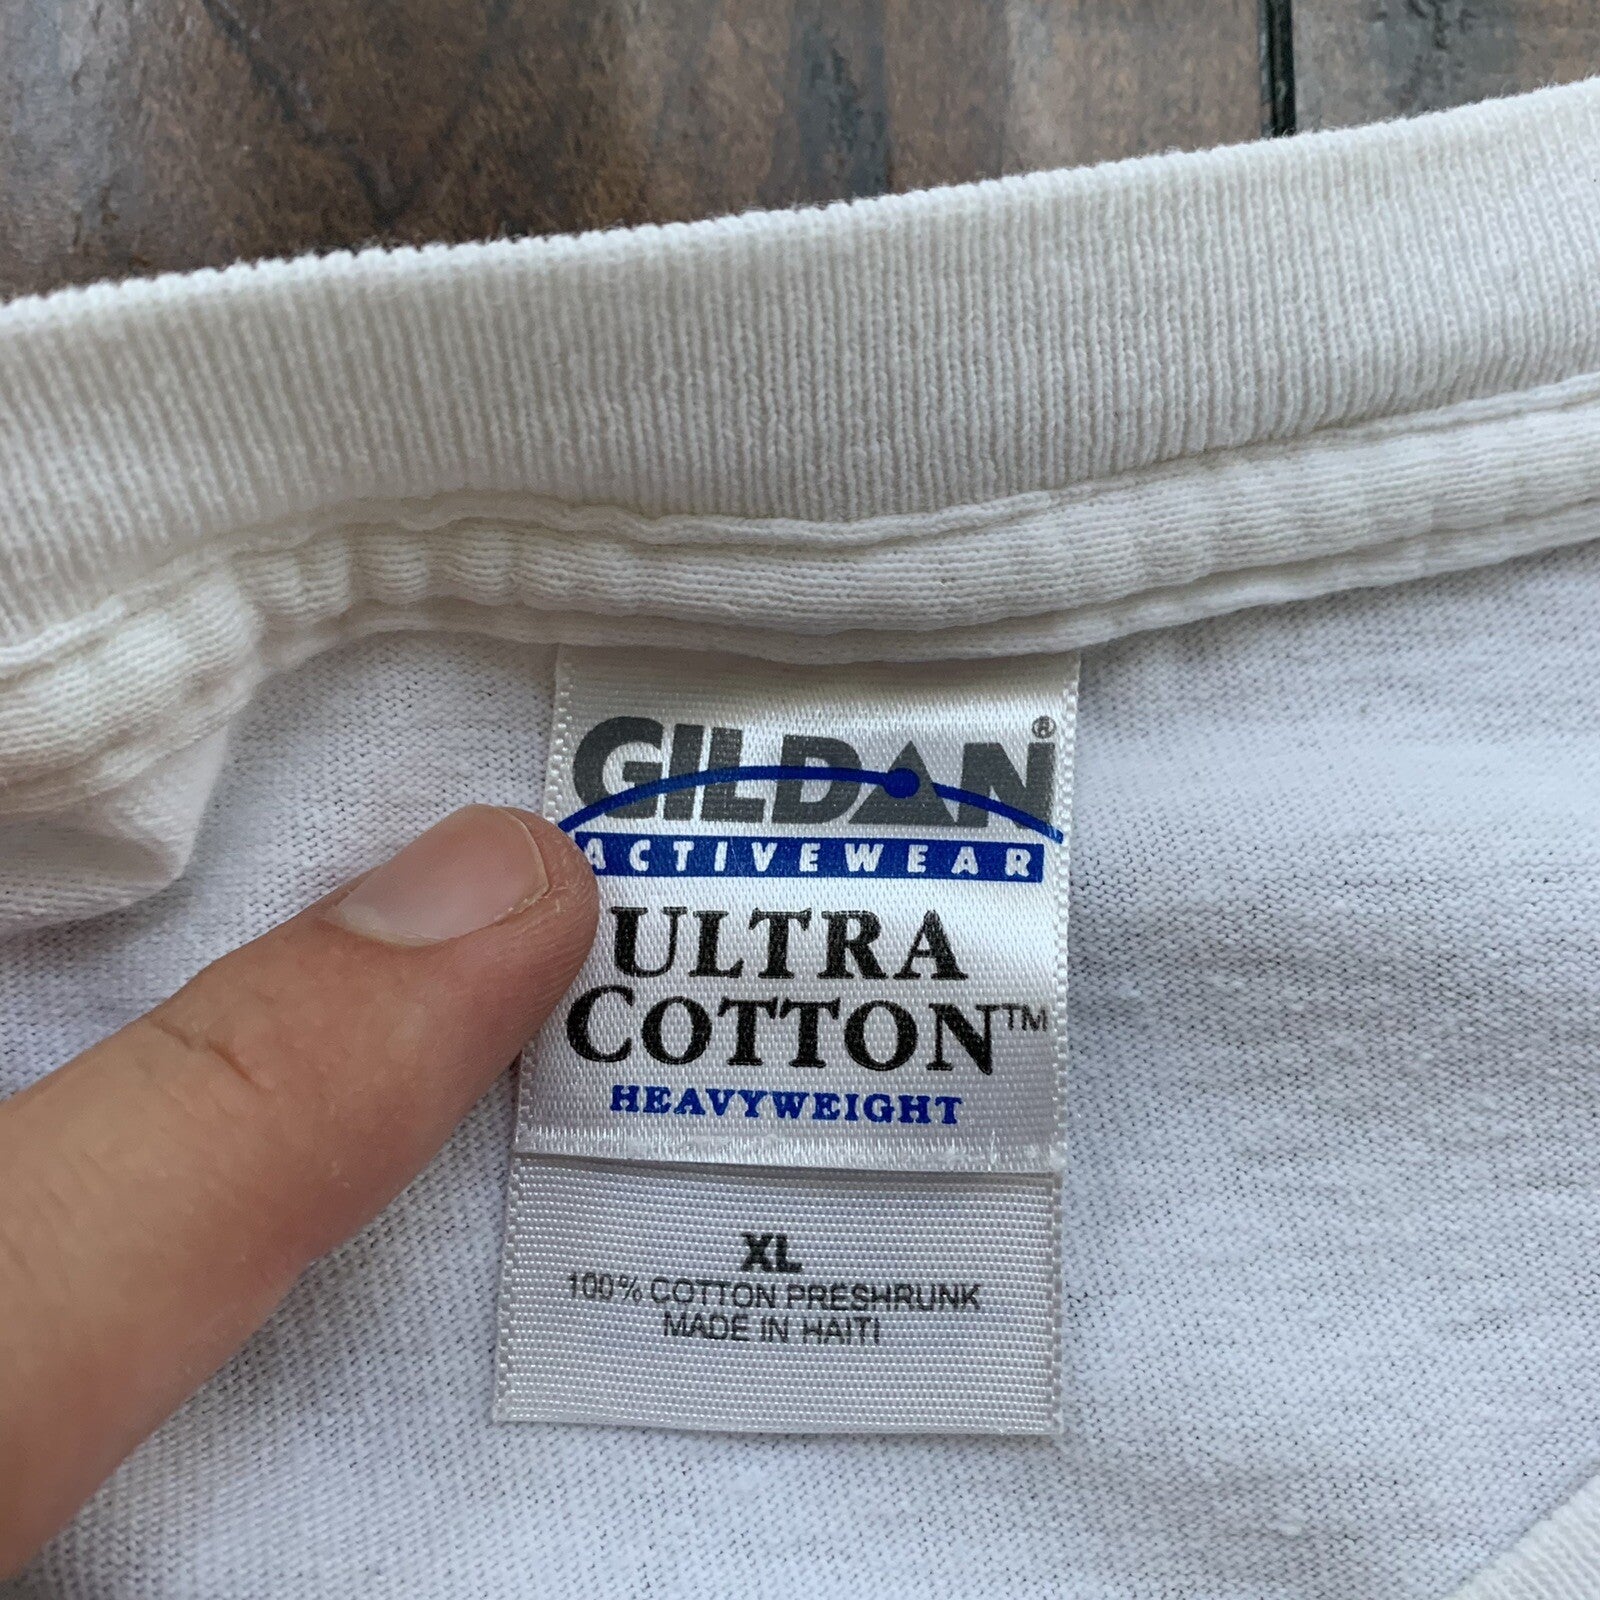 GILDAN®
ACTIVEWEAR
ULTRA
COTTON™
HEAVYWEIGHT
XL
100% COTTON PRESHRUNK
MADE IN HAITI